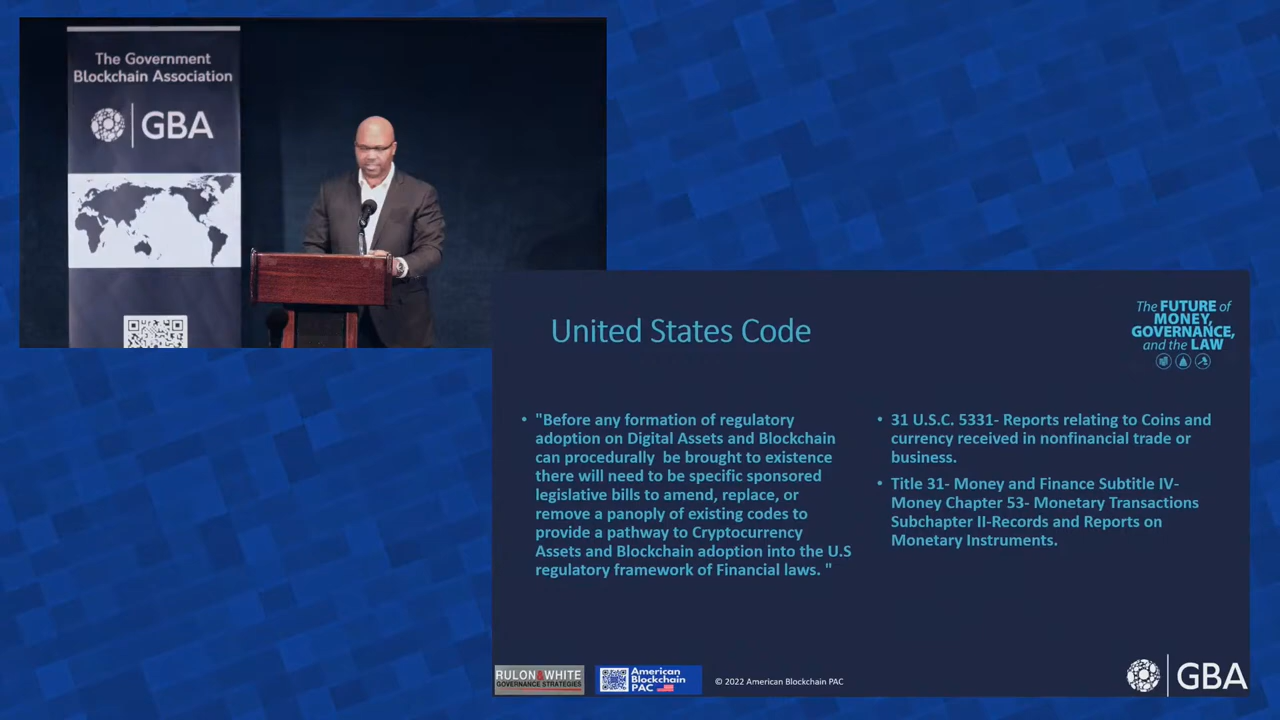 The Government
Blockchain Association
GBA
United States Code
The FUTURE of
MONEY,
GOVERNANCE,
and the LAW
• "Before any formation of regulatory
adoption on Digital Assets and Blockchain
can procedurally be brought to existence
there will need to be specific sponsored
legislative bills to amend, replace, or
remove a panoply of existing codes to
provide a pathway to Cryptocurrency
Assets and Blockchain adoption into the U.S
regulatory framework of Financial laws. "
• 31 U.S.C. 5331- Reports relating to Coins and
currency received in nonfinancial trade or
business.
• Title 31- Money and Finance Subtitle IV-
Money Chapter 53- Monetary Transactions
Subchapter II-Records and Reports on
Monetary Instruments.
RULON&WHITE
GOVERNANCE STRATEGIES
American
Blockchain
PAC
© 2022 American Blockchain PAC
GBA